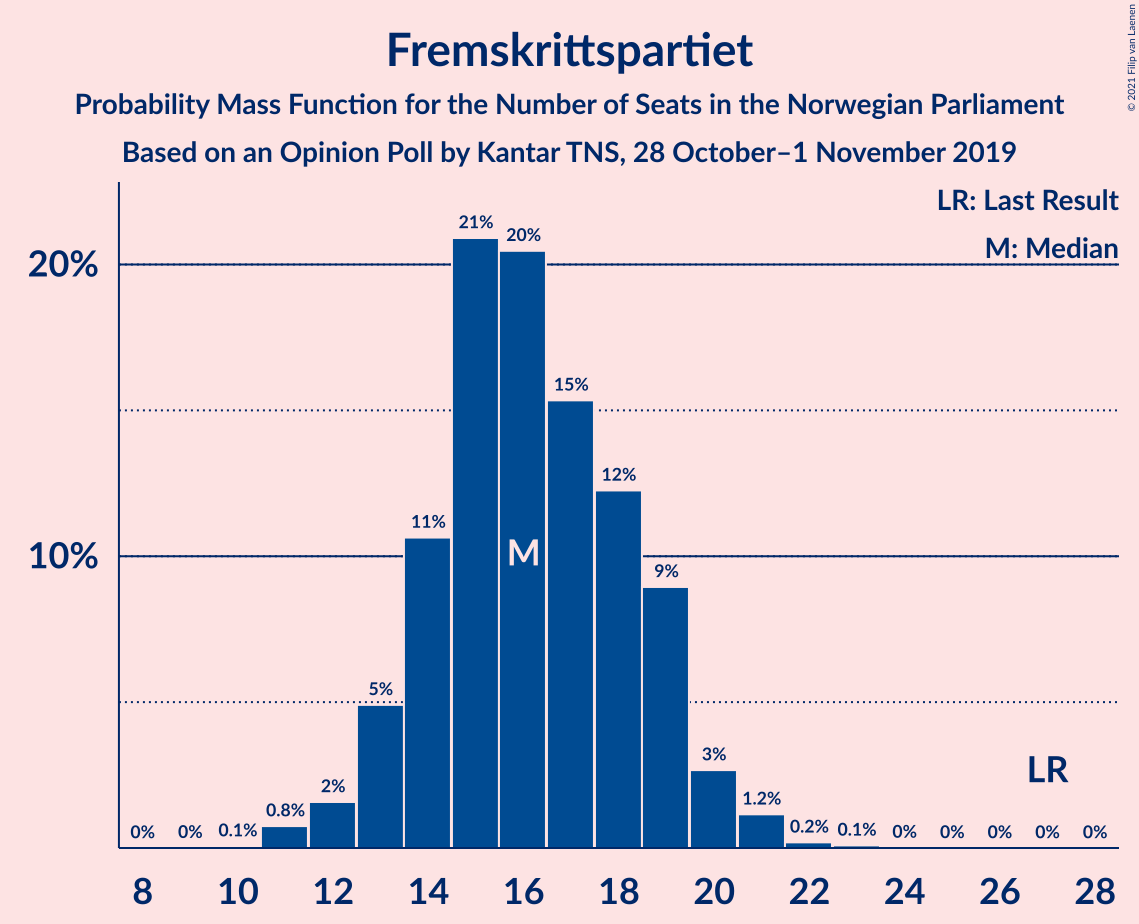 Fremskrittspartiet
Probability Mass Function for the Number of Seats in the Norwegian Parliament
Based on an Opinion Poll by Kantar TNS, 28 October–1 November 2019
© 2021 Filip van Laenen
LR: Last Result
M: Median
20%
10%
0%
0%
0.1%
0.8%
2%
5%
11%
21%
20%
15%
12%
9%
3%
1.2%
0.2%
0.1%
0%
0%
0%
0%
0%
M
LR
8 10 12 14 16 18 20 22 24 26 28